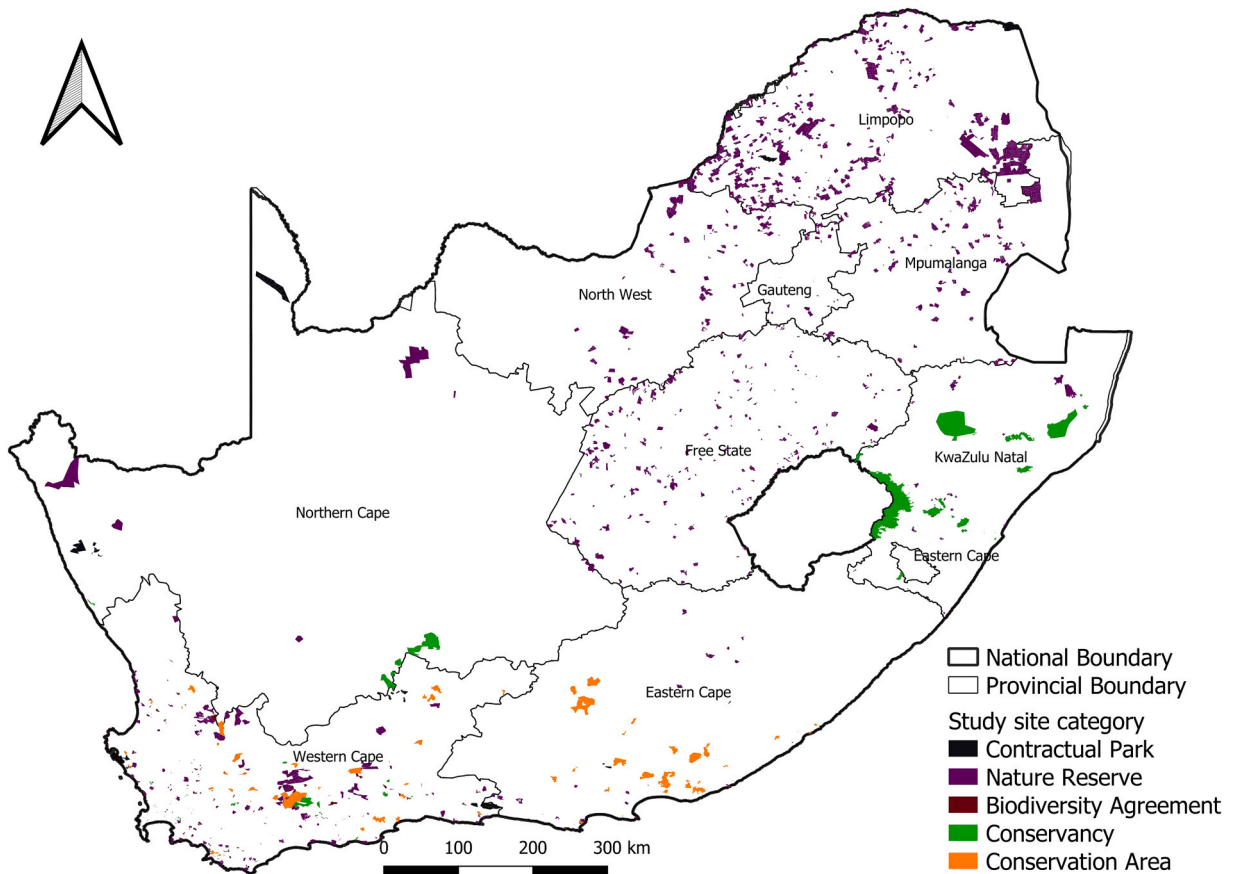 Limpopo
Mpumalanga
North West
Gauteng
Free State
KwaZulu Natal
Northern Cape
Eastern Cape
Eastern Cape
Western Cape
0 100 200 300 km
National Boundary
Provincial Boundary
Study site category
Contractual Park
Nature Reserve
Biodiversity Agreement
Conservancy
Conservation Area